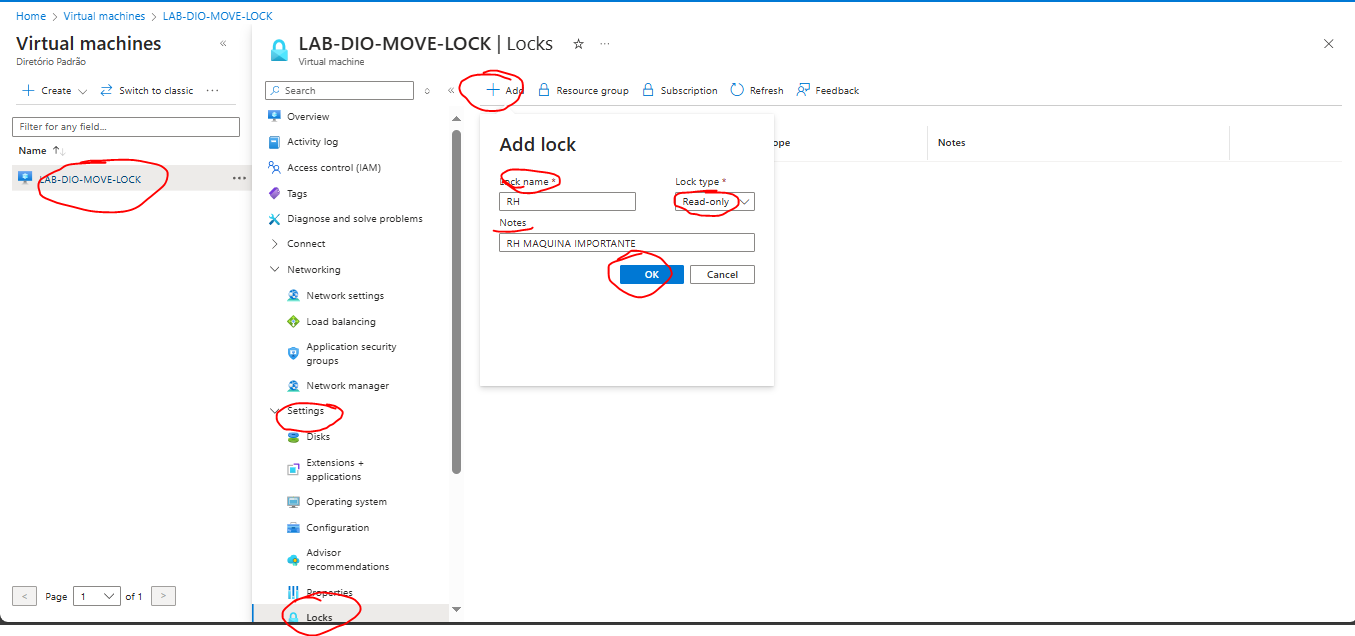 Home > Virtual machines > LAB-DIO-MOVE-LOCK
Virtual machines
Diretório Padrão
Create
Switch to classic
Filter for any field...
Name
LAB-DIO-MOVE-LOCK
Page 1 of 1
LAB-DIO-MOVE-LOCK | Locks
Virtual machine
Search
Overview
Activity log
Access control (IAM)
Tags
Diagnose and solve problems
Connect
Networking
Network settings
Load balancing
Application security
groups
Network manager
Settings
Disks
Extensions +
applications
Operating system
Configuration
Advisor
recommendations
Properties
Locks
Add
Resource group
Subscription
Refresh
Feedback
ope
Notes
Add lock
Lock name *
Lock type *
RH
Read-only
Notes
RH MAQUINA IMPORTANTE
OK
Cancel